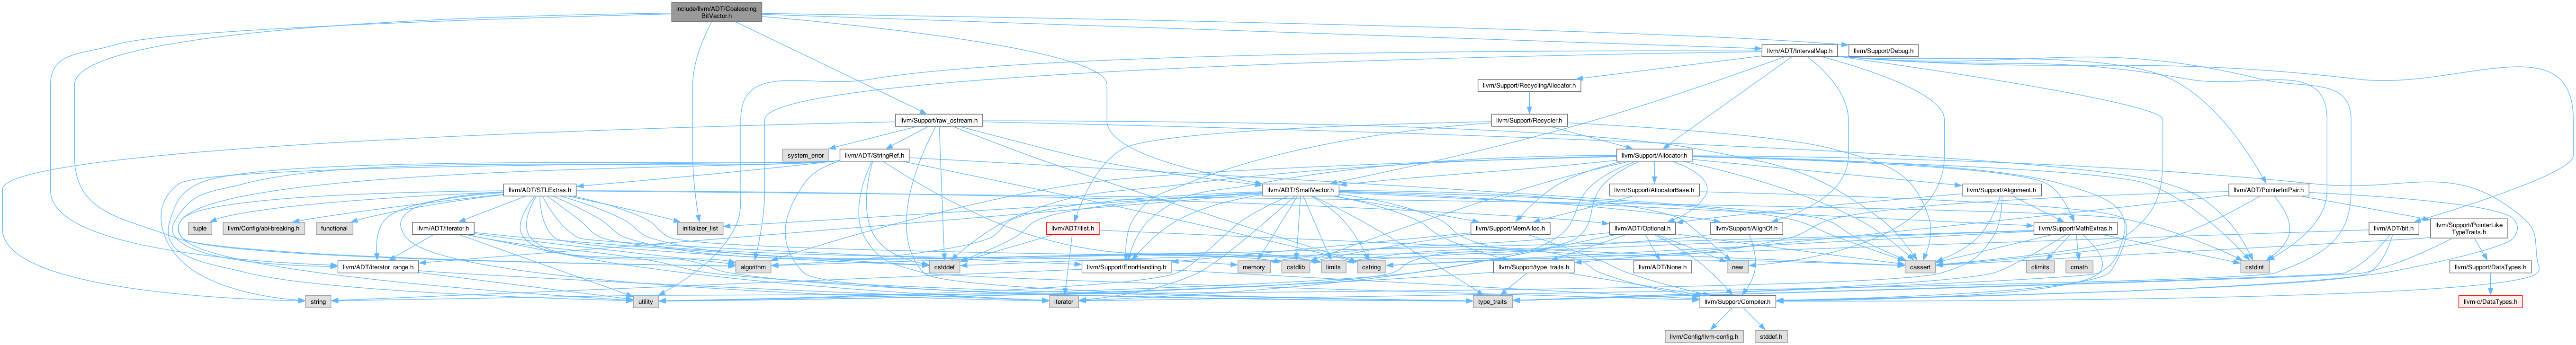 include/llvm/ADT/Coalescing
BitVector.h
llvm/ADT/IntervalMap.h
llvm/Support/Debug.h
llvm/Support/RecyclingAllocator.h
llvm/Support/raw_ostream.h
llvm/Support/Recycler.h
system_error
llvm/ADT/StringRef.h
llvm/Support/Allocator.h
llvm/ADT/STLExtras.h
llvm/ADT/SmallVector.h
llvm/Support/AllocatorBase.h
llvm/Support/Alignment.h
llvm/ADT/PointerIntPair.h
tuple
llvm/Config/abi-breaking.h
functional
llvm/ADT/iterator.h
initializer_list
llvm/ADT/ilist.h
llvm/Support/MemAlloc.h
llvm/ADT/Optional.h
llvm/Support/AlignOf.h
llvm/Support/MathExtras.h
llvm/Support/PointerLike
TypeTraits.h
llvm/ADT/bit.h
llvm/ADT/iterator_range.h
algorithm
cstddef
llvm/Support/ErrorHandling.h
memory
cstdlib
limits
cstring
llvm/Support/type_traits.h
llvm/ADT/None.h
new
cassert
climits
cmath
cstdint
llvm/Support/DataTypes.h
string
utility
iterator
type_traits
llvm/Support/Compiler.h
llvm-c/DataTypes.h
llvm/Config/llvm-config.h
stddef.h